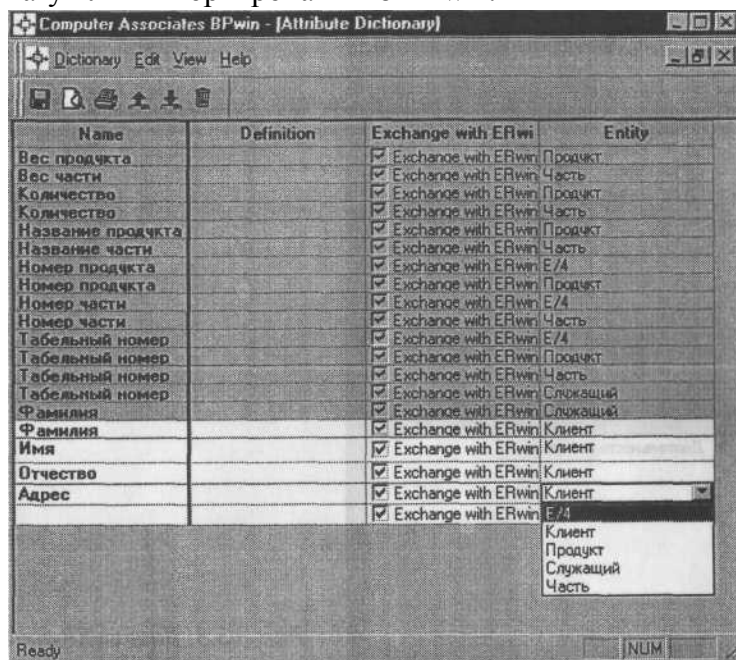 Computer Associates BPwin - [Attribute Dictionary]
Dictionary Edit View Help
Name Definition Exchange with ERwi Entity
Вес продукта Exchange with ERwin Продукт
Вес части Exchange with ERwin Часть
Количество Exchange with ERwin Продукт
Количество Exchange with ERwin Часть
Название продукта Exchange with ERwin Продукт
Название части Exchange with ERwin Часть
Номер продукта Exchange with ERwin E/4
Номер продукта Exchange with ERwin Продукт
Номер части Exchange with ERwin E/4
Номер части Exchange with ERwin Часть
Табельный номер Exchange with ERwin E/4
Табельный номер Exchange with ERwin Продукт
Табельный номер Exchange with ERwin Часть
Табельный номер Exchange with ERwin Служащий
Фамилия Exchange with ERwin Служащий
Фамилия Exchange with ERwin Клиент
Имя Exchange with ERwin Клиент
Отчество Exchange with ERwin Клиент
Адрес Exchange with ERwin Клиент
Exchange with ERwin E/4
Клиент
Продукт
Служащий
Часть
Ready NUM